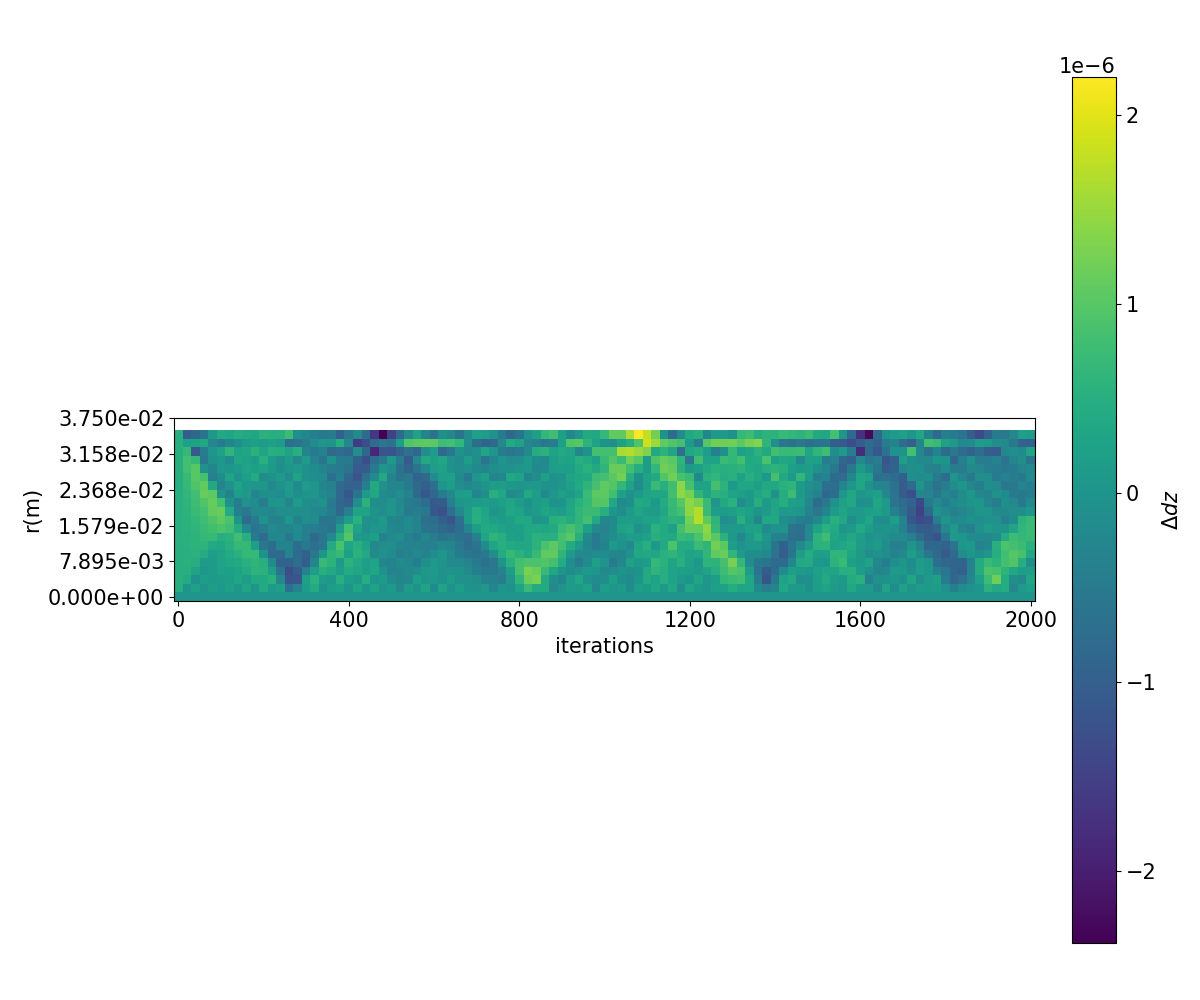 1e−6
2
1
0
−1
−2
Δdz
3.750e-02
3.158e-02
2.368e-02
1.579e-02
7.895e-03
0.000e+00
r(m)
0 400 800 1200 1600 2000
iterations